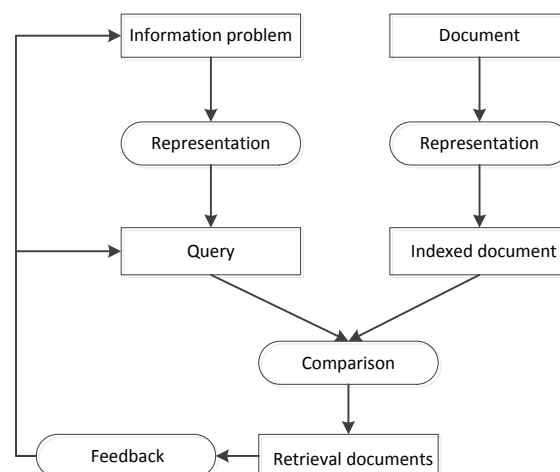 Information problem
Document
Representation
Representation
Query
Indexed document
Comparison
Feedback
Retrieval documents